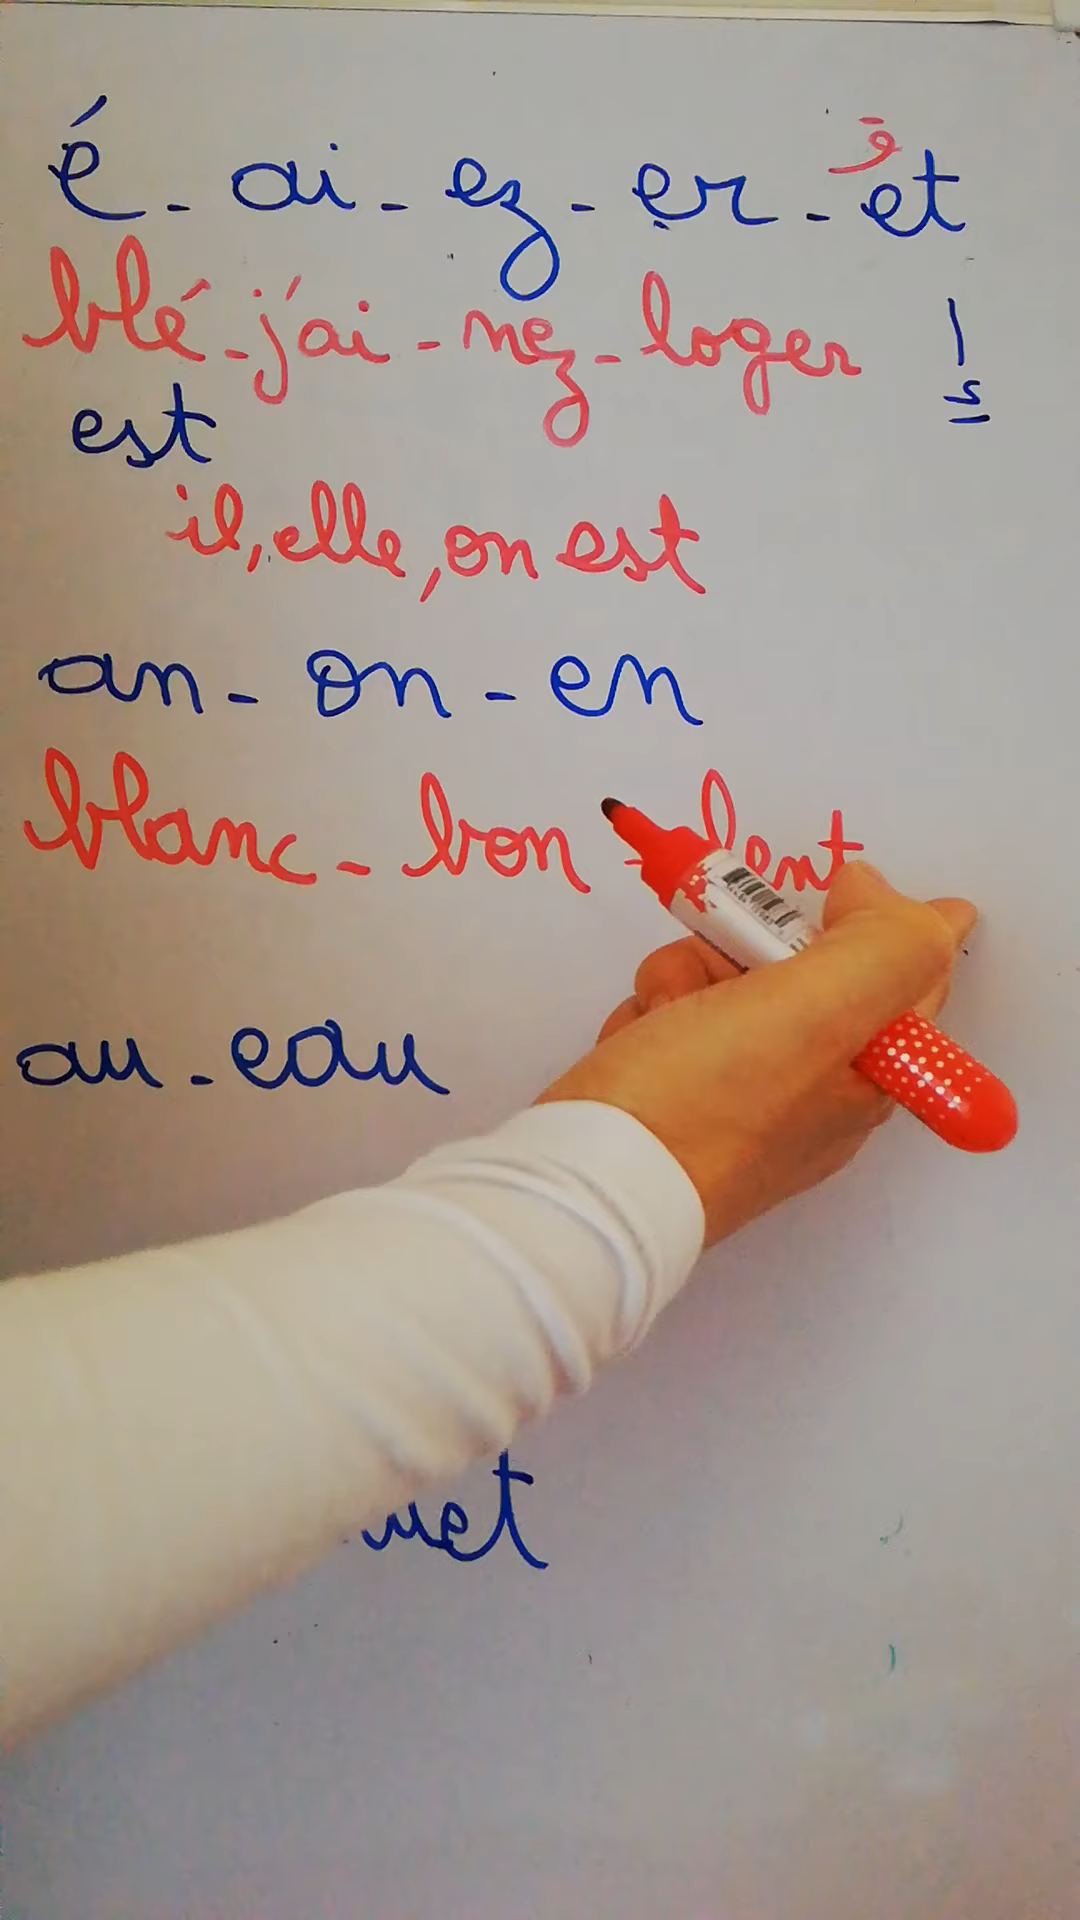 é - ai - ez - er - et
و
blé - j'ai - nez - loger
est
il, elle, on est
an - on - en
blanc - bon - lent
au - eau